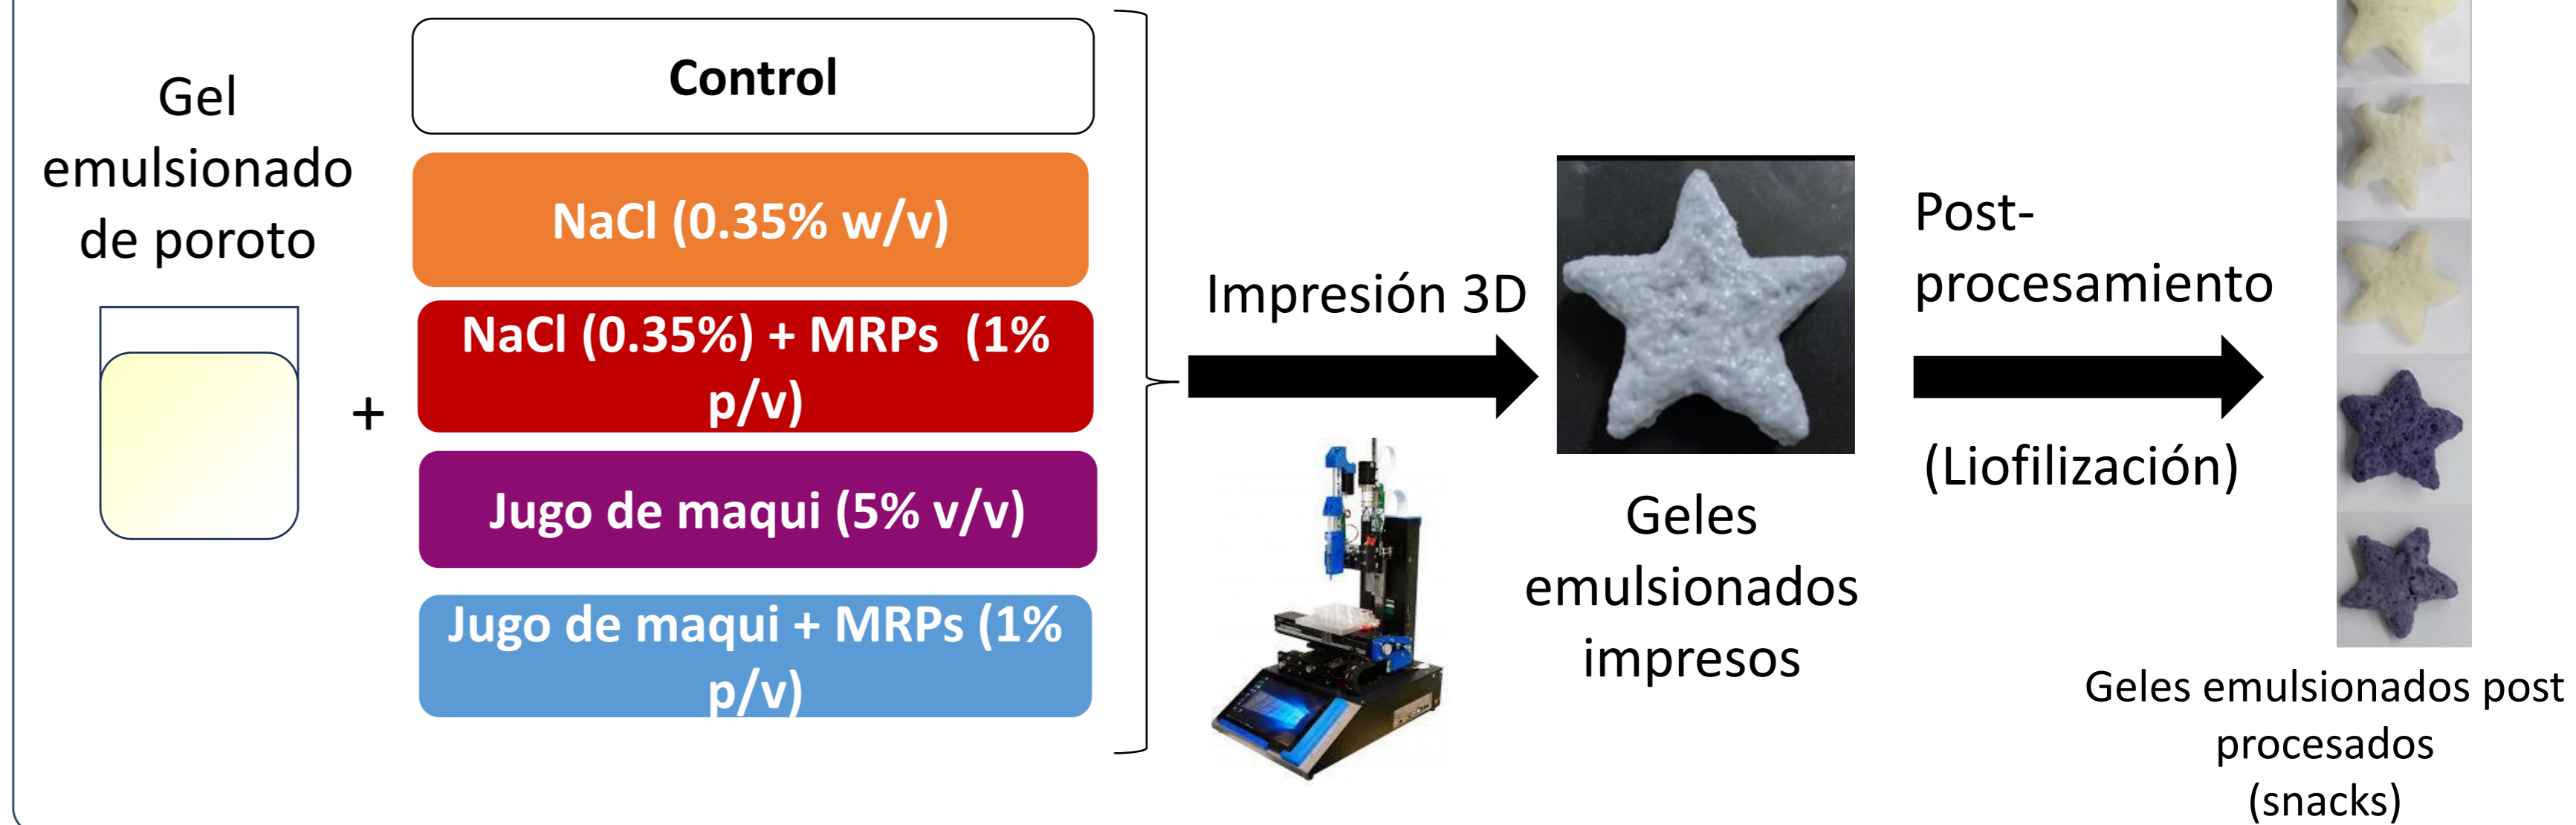 Gel
emulsionado
de poroto
+
Control
NaCl (0.35% w/v)
NaCl (0.35%) + MRPs (1%
p/v)
Jugo de maqui (5% v/v)
Jugo de maqui + MRPs (1%
p/v)
Impresión 3D
Geles
emulsionados
impresos
Post-
procesamiento
(Liofilización)
Geles emulsionados post
procesados
(snacks)